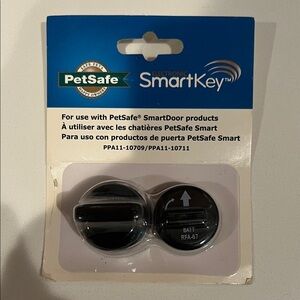 PetSafe®
SmartKey™
For use with PetSafe® SmartDoor products
À utiliser avec les chatières PetSafe Smart
Para uso con productos de puerta PetSafe Smart
PPA11-10709/PPA11-10711
BATT
RFA-67